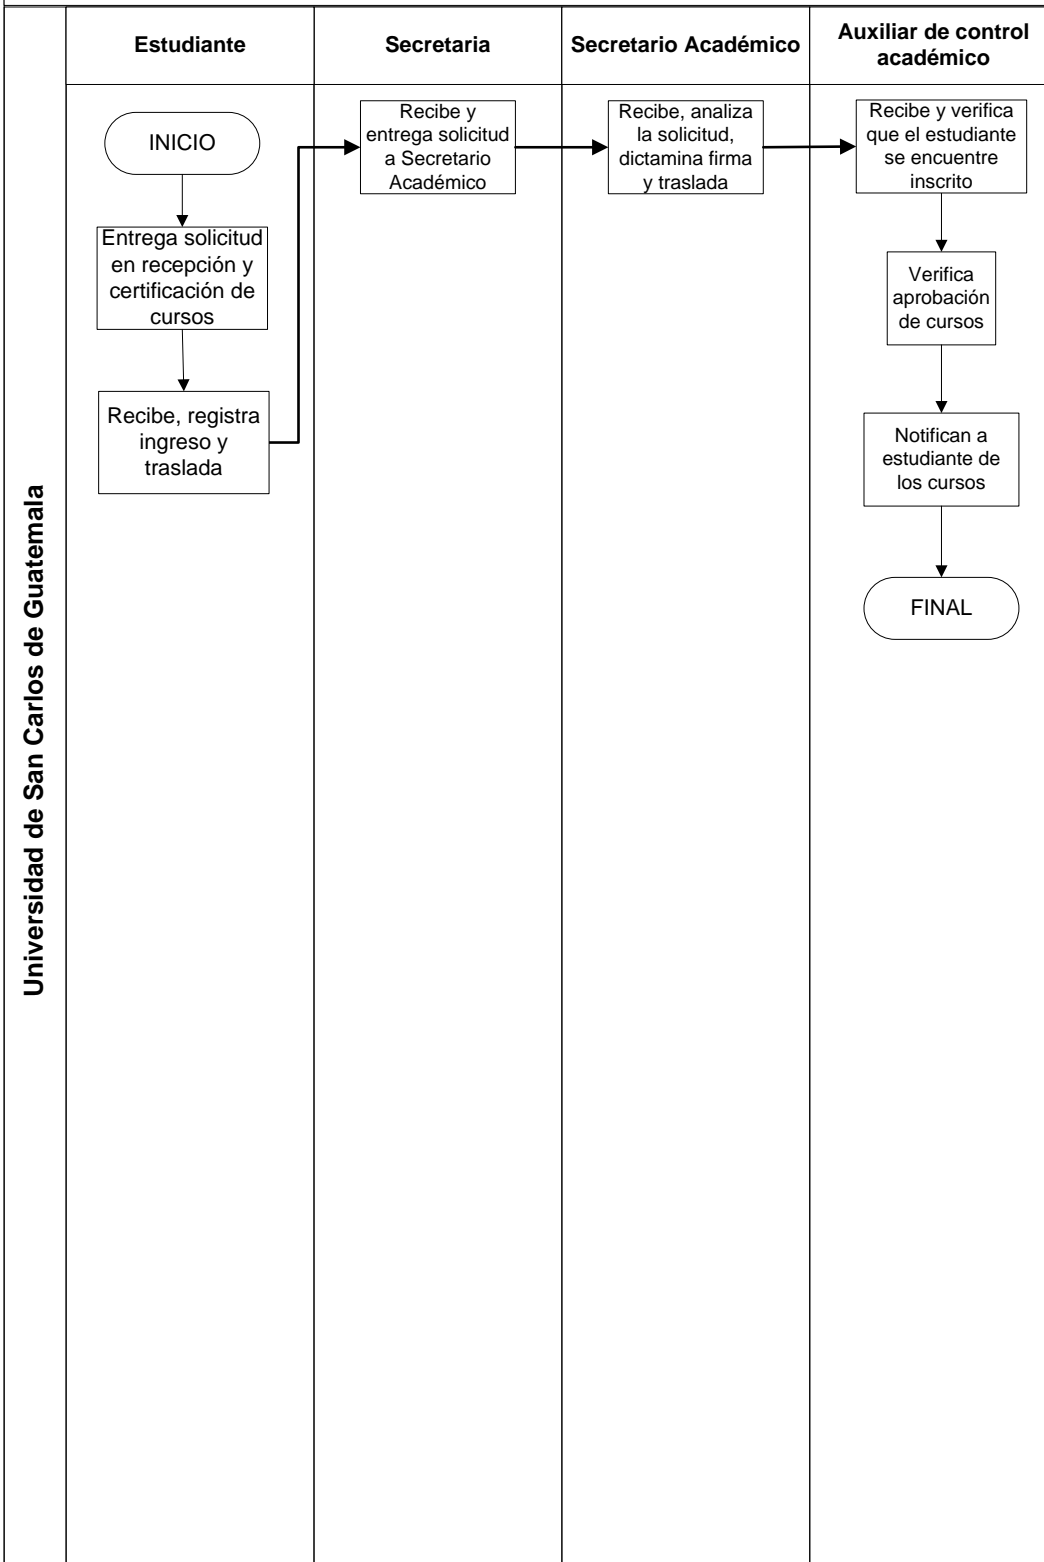 Estudiante
Secretaria
Secretario Académico
Auxiliar de control
académico
Universidad de San Carlos de Guatemala
INICIO
Entrega solicitud
en recepción y
certificación de
cursos
Recibe, registra
ingreso y
traslada
Recibe y
entrega solicitud
a Secretario
Académico
Recibe, analiza
la solicitud,
dictamina firma
y traslada
Recibe y verifica
que el estudiante
se encuentre
inscrito
Verifica
aprobación
de cursos
Notifican a
estudiante de
los cursos
FINAL